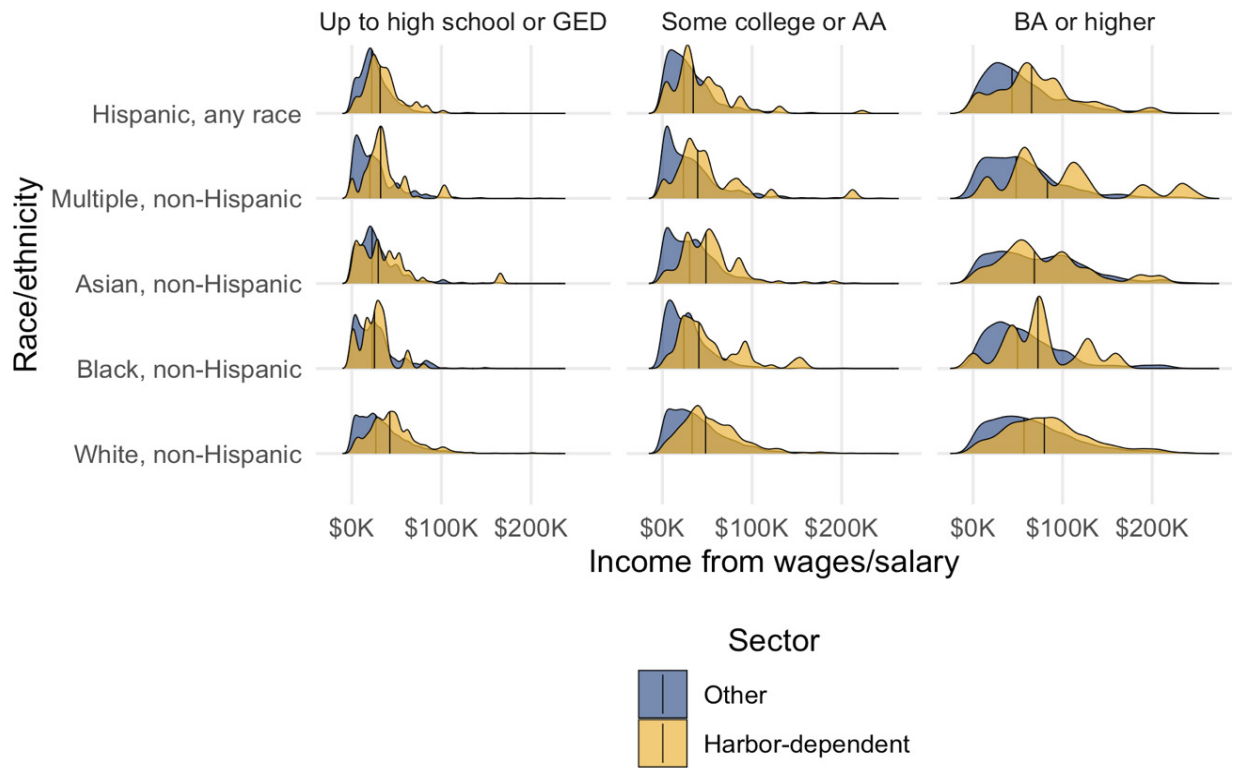 Up to high school or GED Some college or AA BA or higher
Hispanic, any race
Multiple, non-Hispanic
Asian, non-Hispanic
Black, non-Hispanic
White, non-Hispanic
Race/ethnicity
$0K $100K $200K $0K $100K $200K $0K $100K $200K
Income from wages/salary
Sector
Other
Harbor-dependent